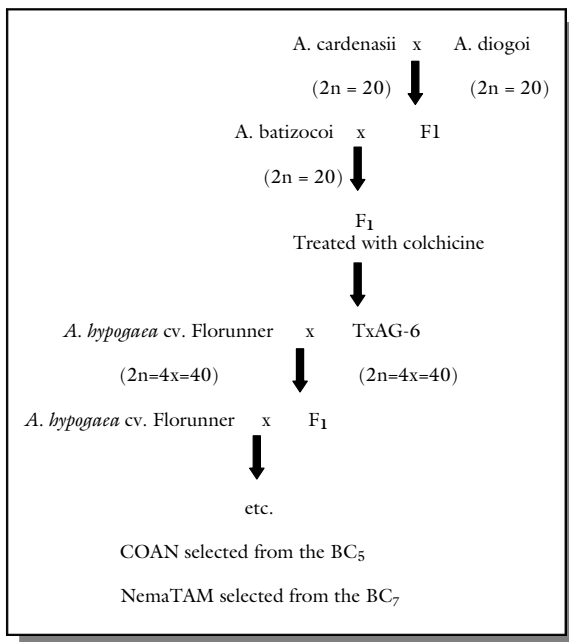 A. cardenasii x A. diogoi
(2n = 20) (2n = 20)
A. batizocoi x F1
(2n = 20)
F1
Treated with colchicine
A. hypogaea cv. Florunner x TxAG-6
(2n=4x=40) (2n=4x=40)
A. hypogaea cv. Florunner x F1
etc.
COAN selected from the BC5
NemaTAM selected from the BC7